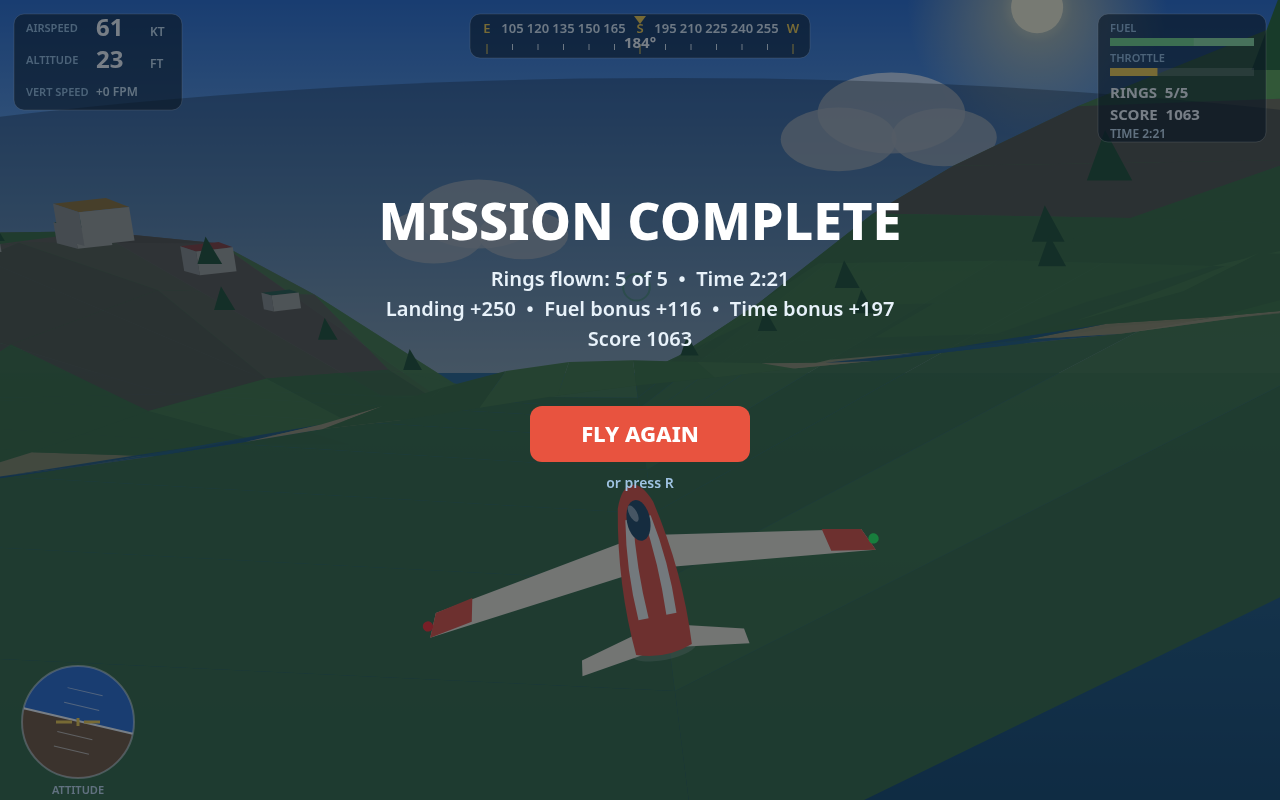 AIRSPEED 61 KT
ALTITUDE 23 FT
VERT SPEED +0 FPM
E 105 120 135 150 165 S 195 210 225 240 255 W
184°
FUEL
THROTTLE
RINGS 5/5
SCORE 1063
TIME 2:21
MISSION COMPLETE
Rings flown: 5 of 5 • Time 2:21
Landing +250 • Fuel bonus +116 • Time bonus +197
Score 1063
FLY AGAIN
or press R
ATTITUDE